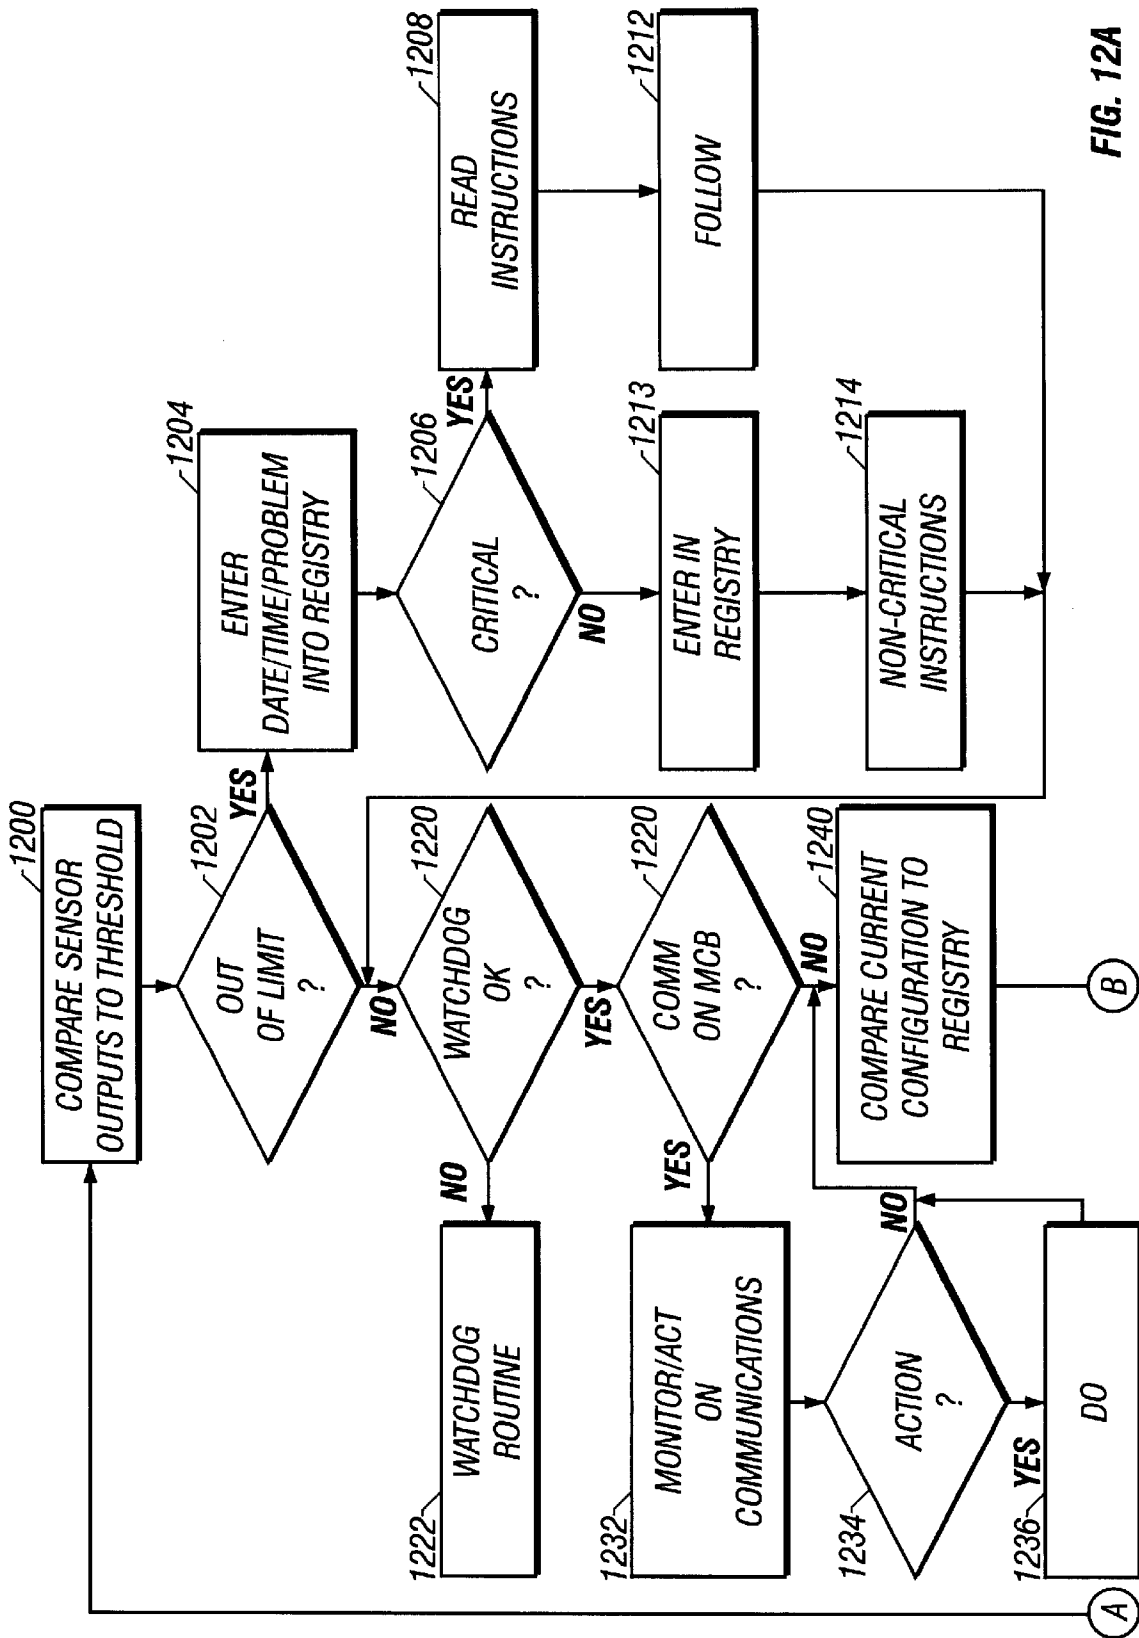 1200
COMPARE SENSOR
OUTPUTS TO THRESHOLD
1202
OUT
OF LIMIT
?
YES
NO
1204
ENTER
DATE/TIME/PROBLEM
INTO REGISTRY
1206
CRITICAL
?
YES
NO
1208
READ
INSTRUCTIONS
1212
FOLLOW
1213
ENTER IN
REGISTRY
1214
NON-CRITICAL
INSTRUCTIONS
1220
WATCHDOG
OK
?
NO
YES
1222
WATCHDOG
ROUTINE
1220
COMM
ON MCB
?
YES
NO
1232
MONITOR/ACT
ON
COMMUNICATIONS
1234
ACTION
?
NO
YES
1236
DO
1240
COMPARE CURRENT
CONFIGURATION TO
REGISTRY
A
B
FIG. 12A